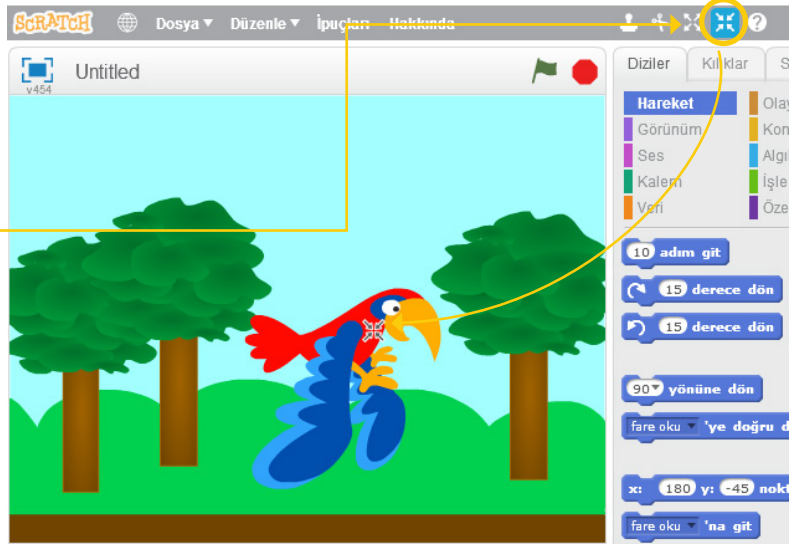 SCRATCH Dosya Düzenle İpuçları Hakkında
v454 Untitled
Diziler Kılıklar S
Hareket Olay
Görünüm Kon
Ses Algı
Kalem İşle
Veri Öze
10 adım git
15 derece dön
15 derece dön
90 yönüne dön
fare oku 'ye doğru d
x: 180 y: -45 nokt
fare oku 'na git